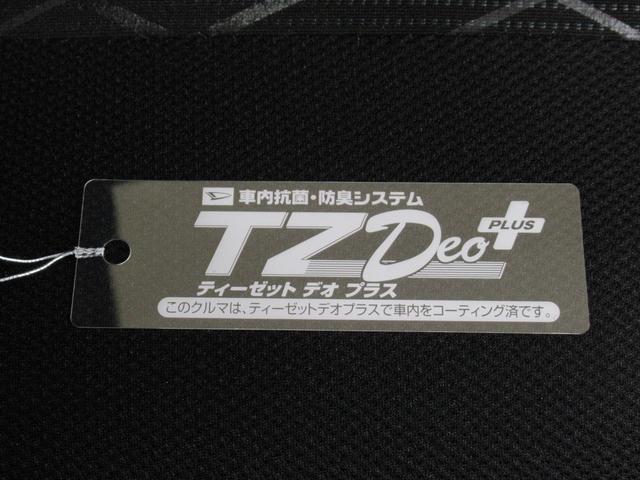 車内抗菌・防臭システム
TZ Deo PLUS
ティーゼット デオ プラス
このクルマは、ティーゼットデオプラスで車内をコーティング済です。